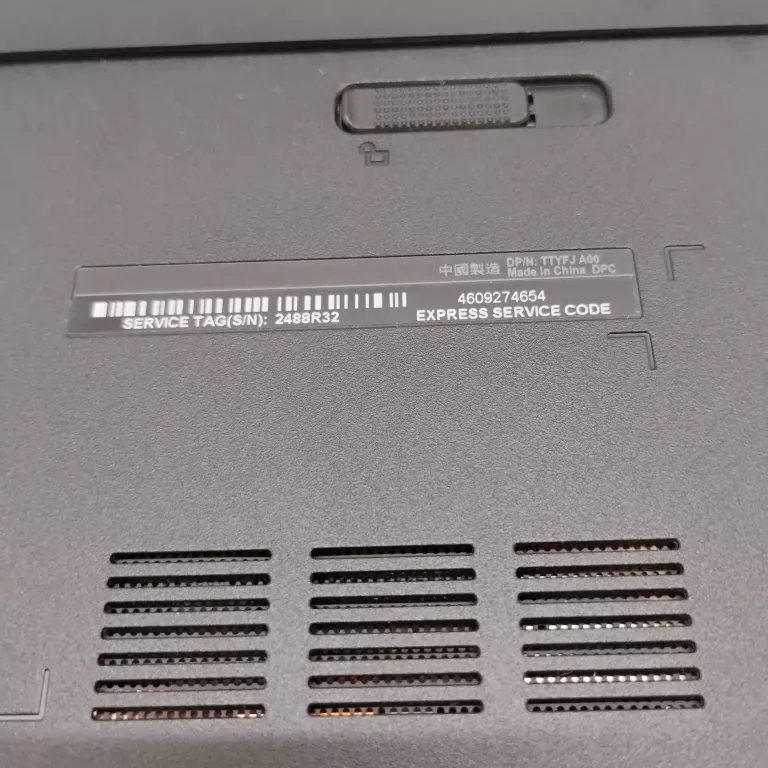 中國製造 DP/N: TTYFJ A00
Made in China DPC
4609274654
SERVICE TAG(S/N): 2488R32
EXPRESS SERVICE CODE